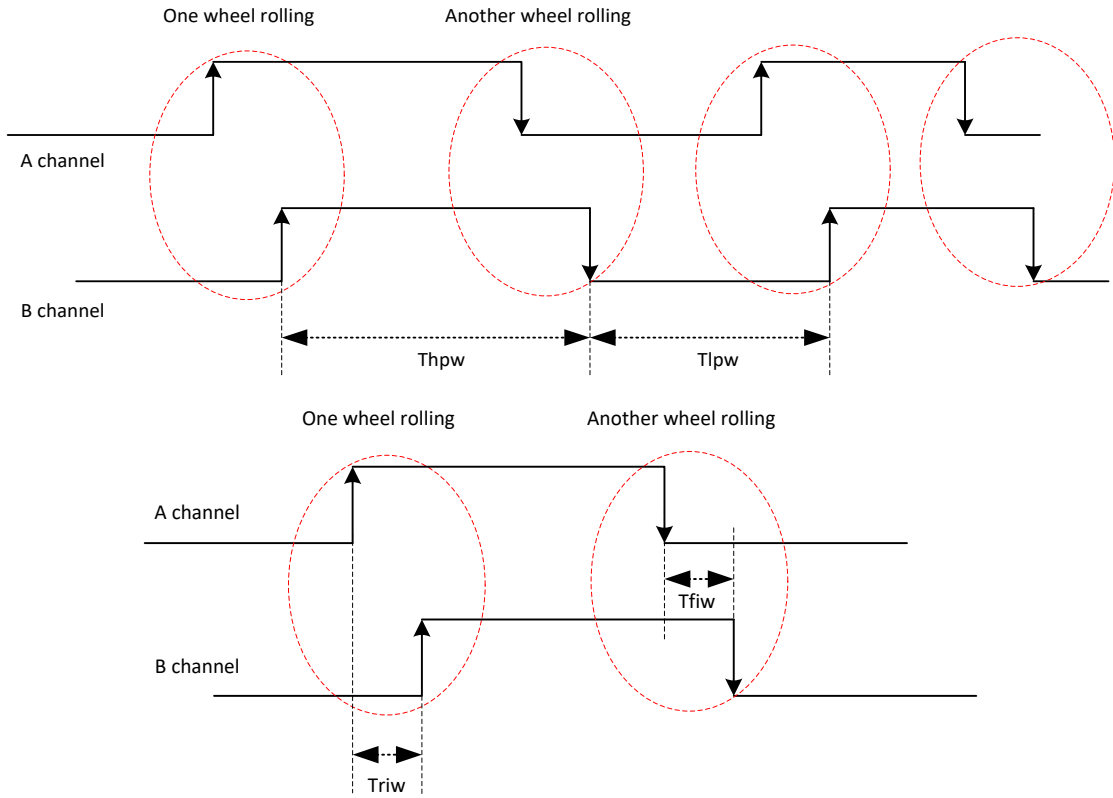 One wheel rolling
Another wheel rolling
A channel
B channel
Thpw
Tlpw
One wheel rolling
Another wheel rolling
A channel
Tfiw
B channel
Triw